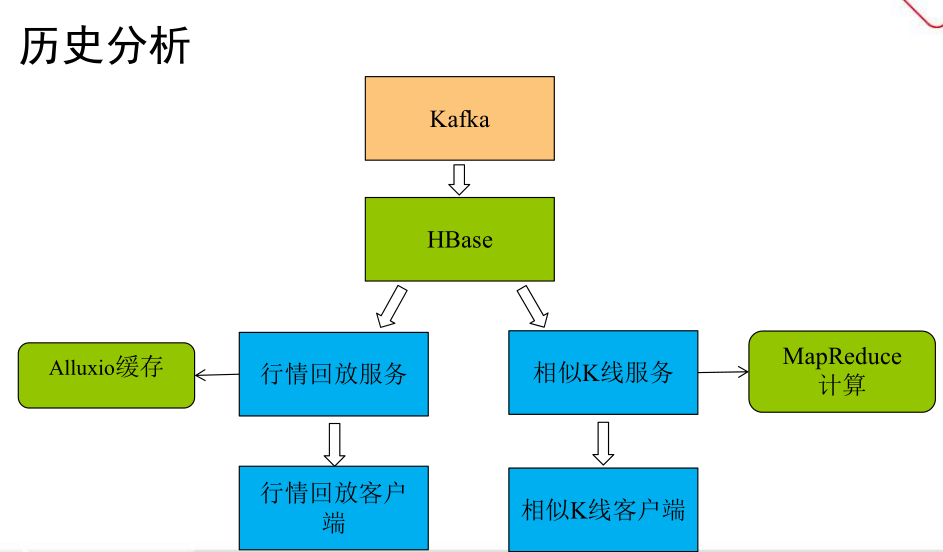 历史分析
Kafka
HBase
Alluxio缓存
行情回放服务
相似K线服务
MapReduce
计算
行情回放客户
端
相似K线客户端